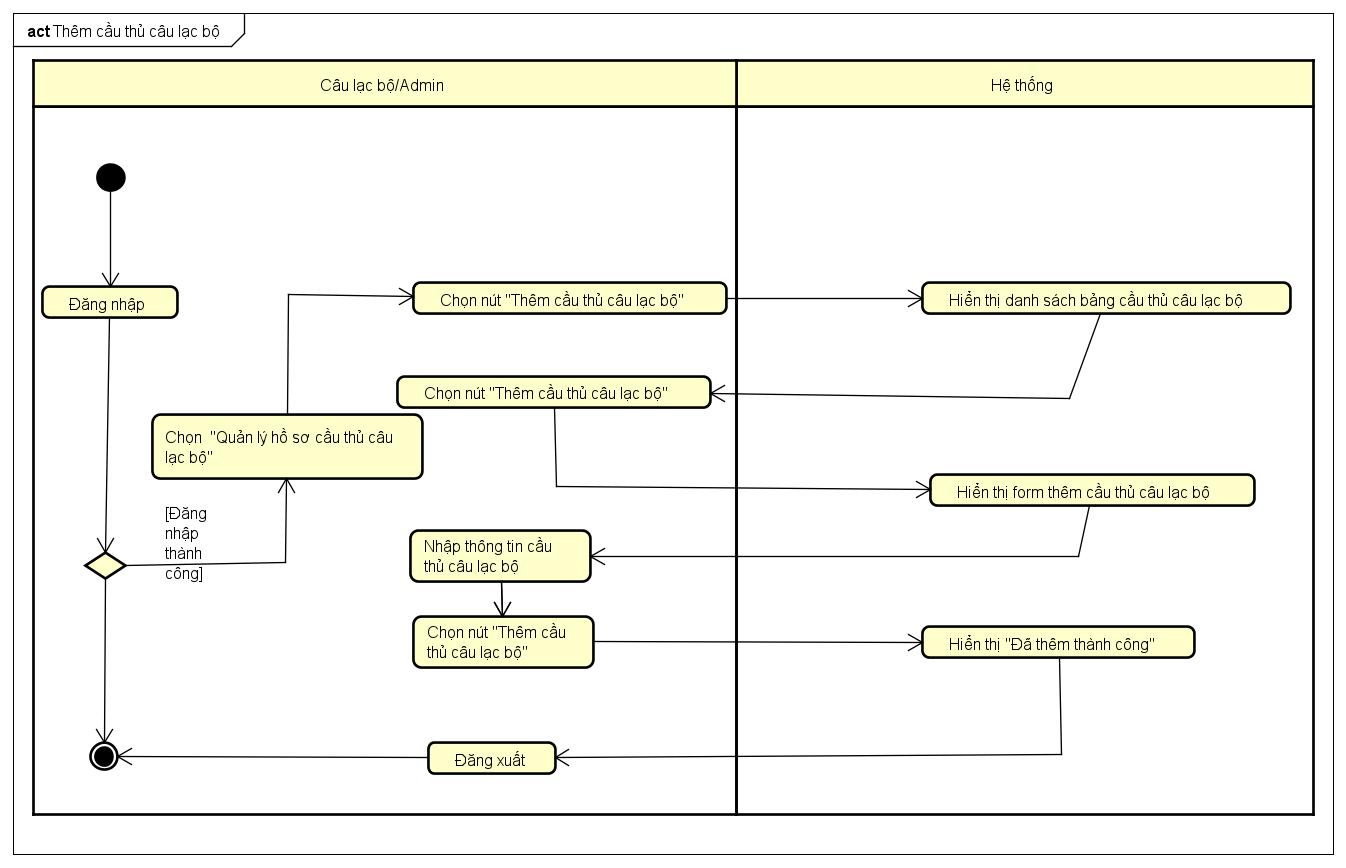 act Thêm cầu thủ câu lạc bộ
Câu lạc bộ/Admin
Hệ thống
Đăng nhập
Chọn nút "Thêm cầu thủ câu lạc bộ"
Hiển thị danh sách bảng cầu thủ câu lạc bộ
Chọn nút "Thêm cầu thủ câu lạc bộ"
Chọn  "Quản lý hồ sơ cầu thủ câu
lạc bộ"
Hiển thị form thêm cầu thủ câu lạc bộ
[Đăng
nhập
thành
công]
Nhập thông tin cầu
thủ câu lạc bộ
Chọn nút "Thêm cầu
thủ câu lạc bộ"
Hiển thị "Đã thêm thành công"
Đăng xuất